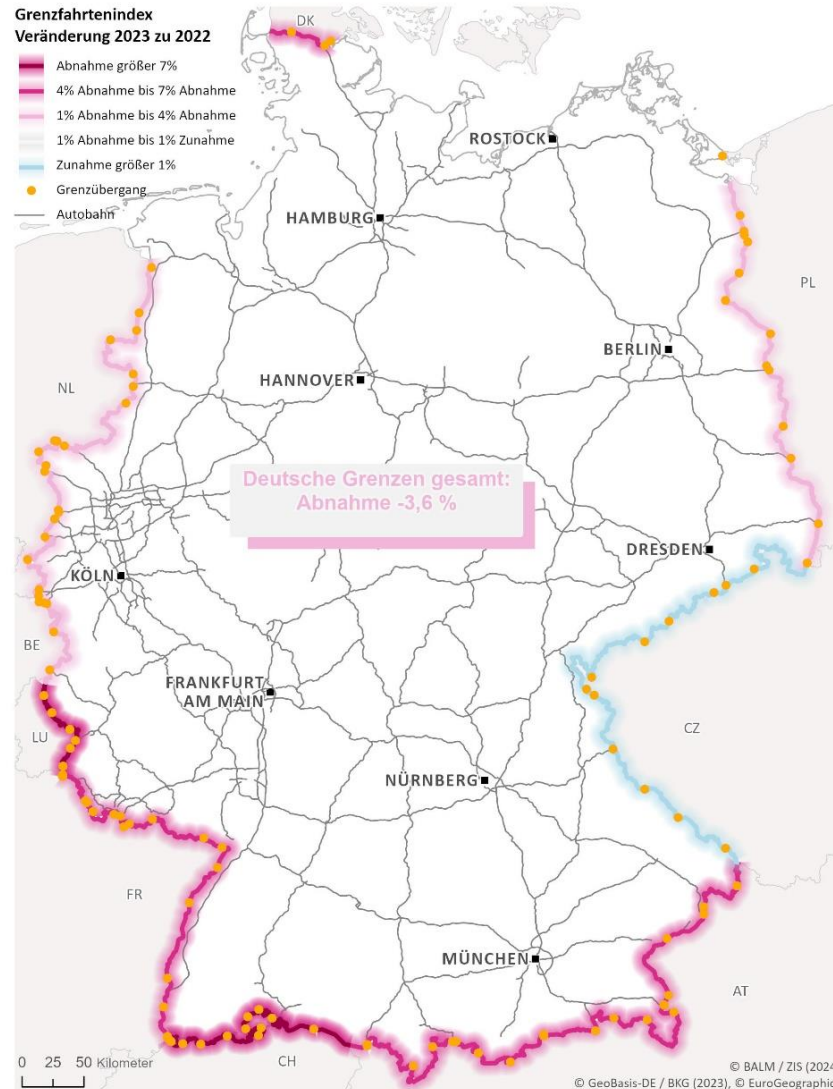 Grenzfahrtenindex
Veränderung 2023 zu 2022
Abnahme größer 7%
4% Abnahme bis 7% Abnahme
1% Abnahme bis 4% Abnahme
1% Abnahme bis 1% Zunahme
Zunahme größer 1%
Grenzübergang
Autobahn
DK
ROSTOCK
HAMBURG
PL
BERLIN
HANNOVER
NL
Deutsche Grenzen gesamt:
Abnahme -3,6 %
DRESDEN
KÖLN
BE
FRANKFURT
AM MAIN
LU
CZ
NÜRNBERG
FR
MÜNCHEN
AT
CH
0 25 50 Kilometer
© BALM / ZIS (2024
© GeoBasis-DE / BKG (2023), © EuroGeographic